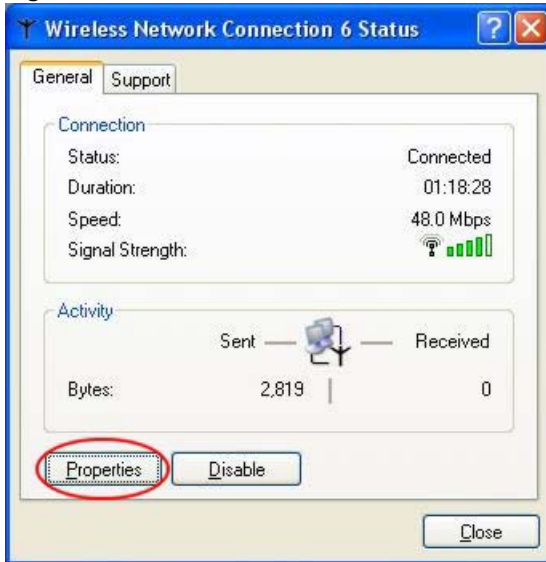 Wireless Network Connection 6 Status
General Support
Connection
Status: Connected
Duration: 01:18:28
Speed: 48.0 Mbps
Signal Strength:
Activity
Sent Received
Bytes: 2,819 0
Properties Disable
Close